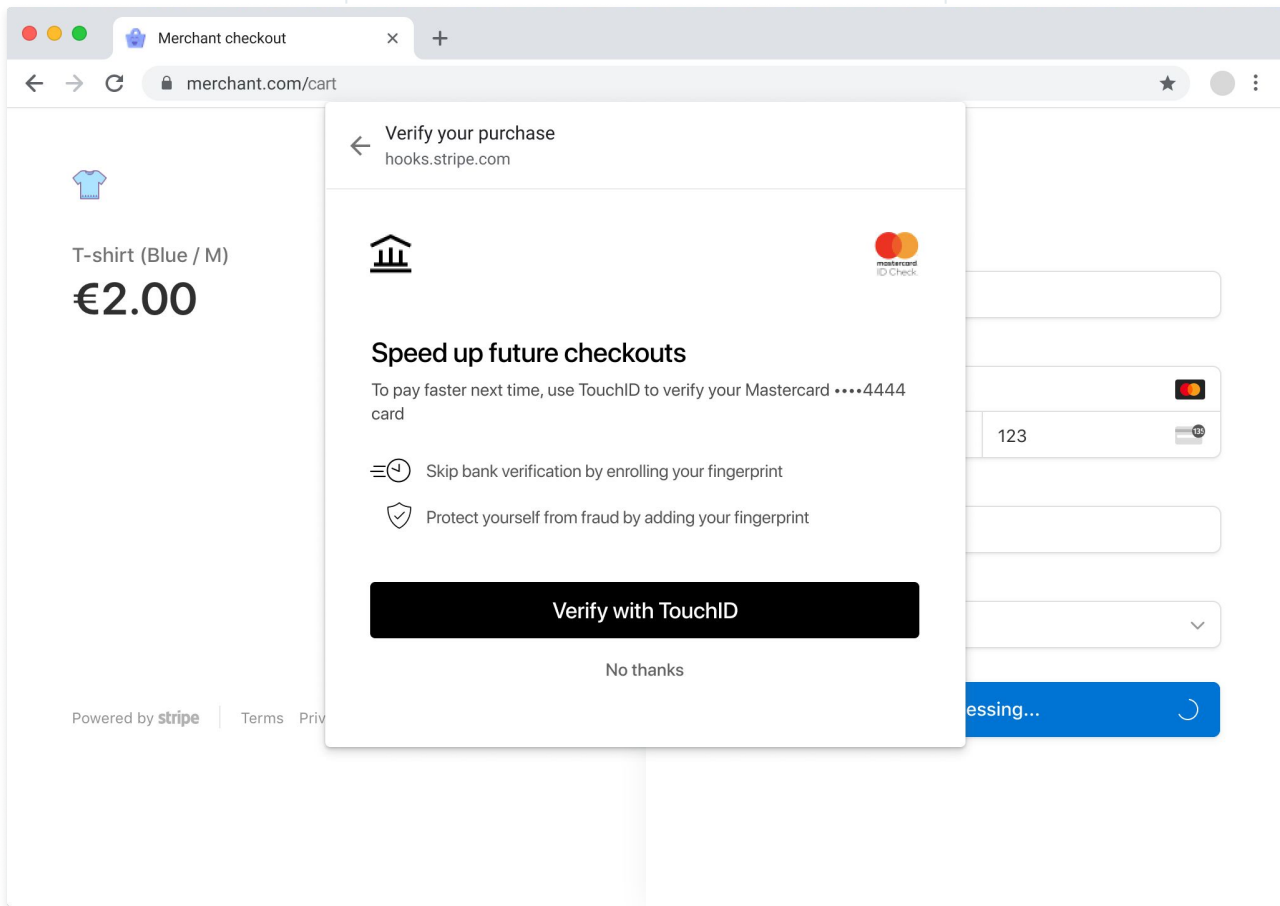 Merchant checkout
merchant.com/cart
Verify your purchase
hooks.stripe.com
T-shirt (Blue / M)
€2.00
mastercard
ID Check
Speed up future checkouts
To pay faster next time, use TouchID to verify your Mastercard ••••4444
card
123
135
Skip bank verification by enrolling your fingerprint
Protect yourself from fraud by adding your fingerprint
Verify with TouchID
No thanks
Powered by stripe
Terms
Priv
essing...